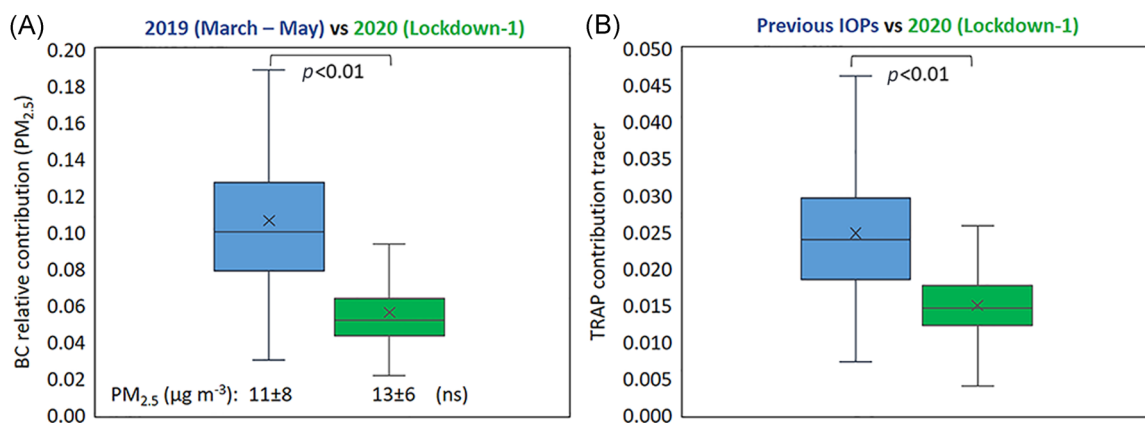 (A)
2019 (March – May) vs 2020 (Lockdown-1)
BC relative contribution (PM2.5)
0.20
0.18
0.16
0.14
0.12
0.10
0.08
0.06
0.04
0.02
0.00
p<0.01
PM2.5 (µg m-3): 11±8 13±6 (ns)
(B)
Previous IOPs vs 2020 (Lockdown-1)
TRAP contribution tracer
0.050
0.045
0.040
0.035
0.030
0.025
0.020
0.015
0.010
0.005
0.000
p<0.01